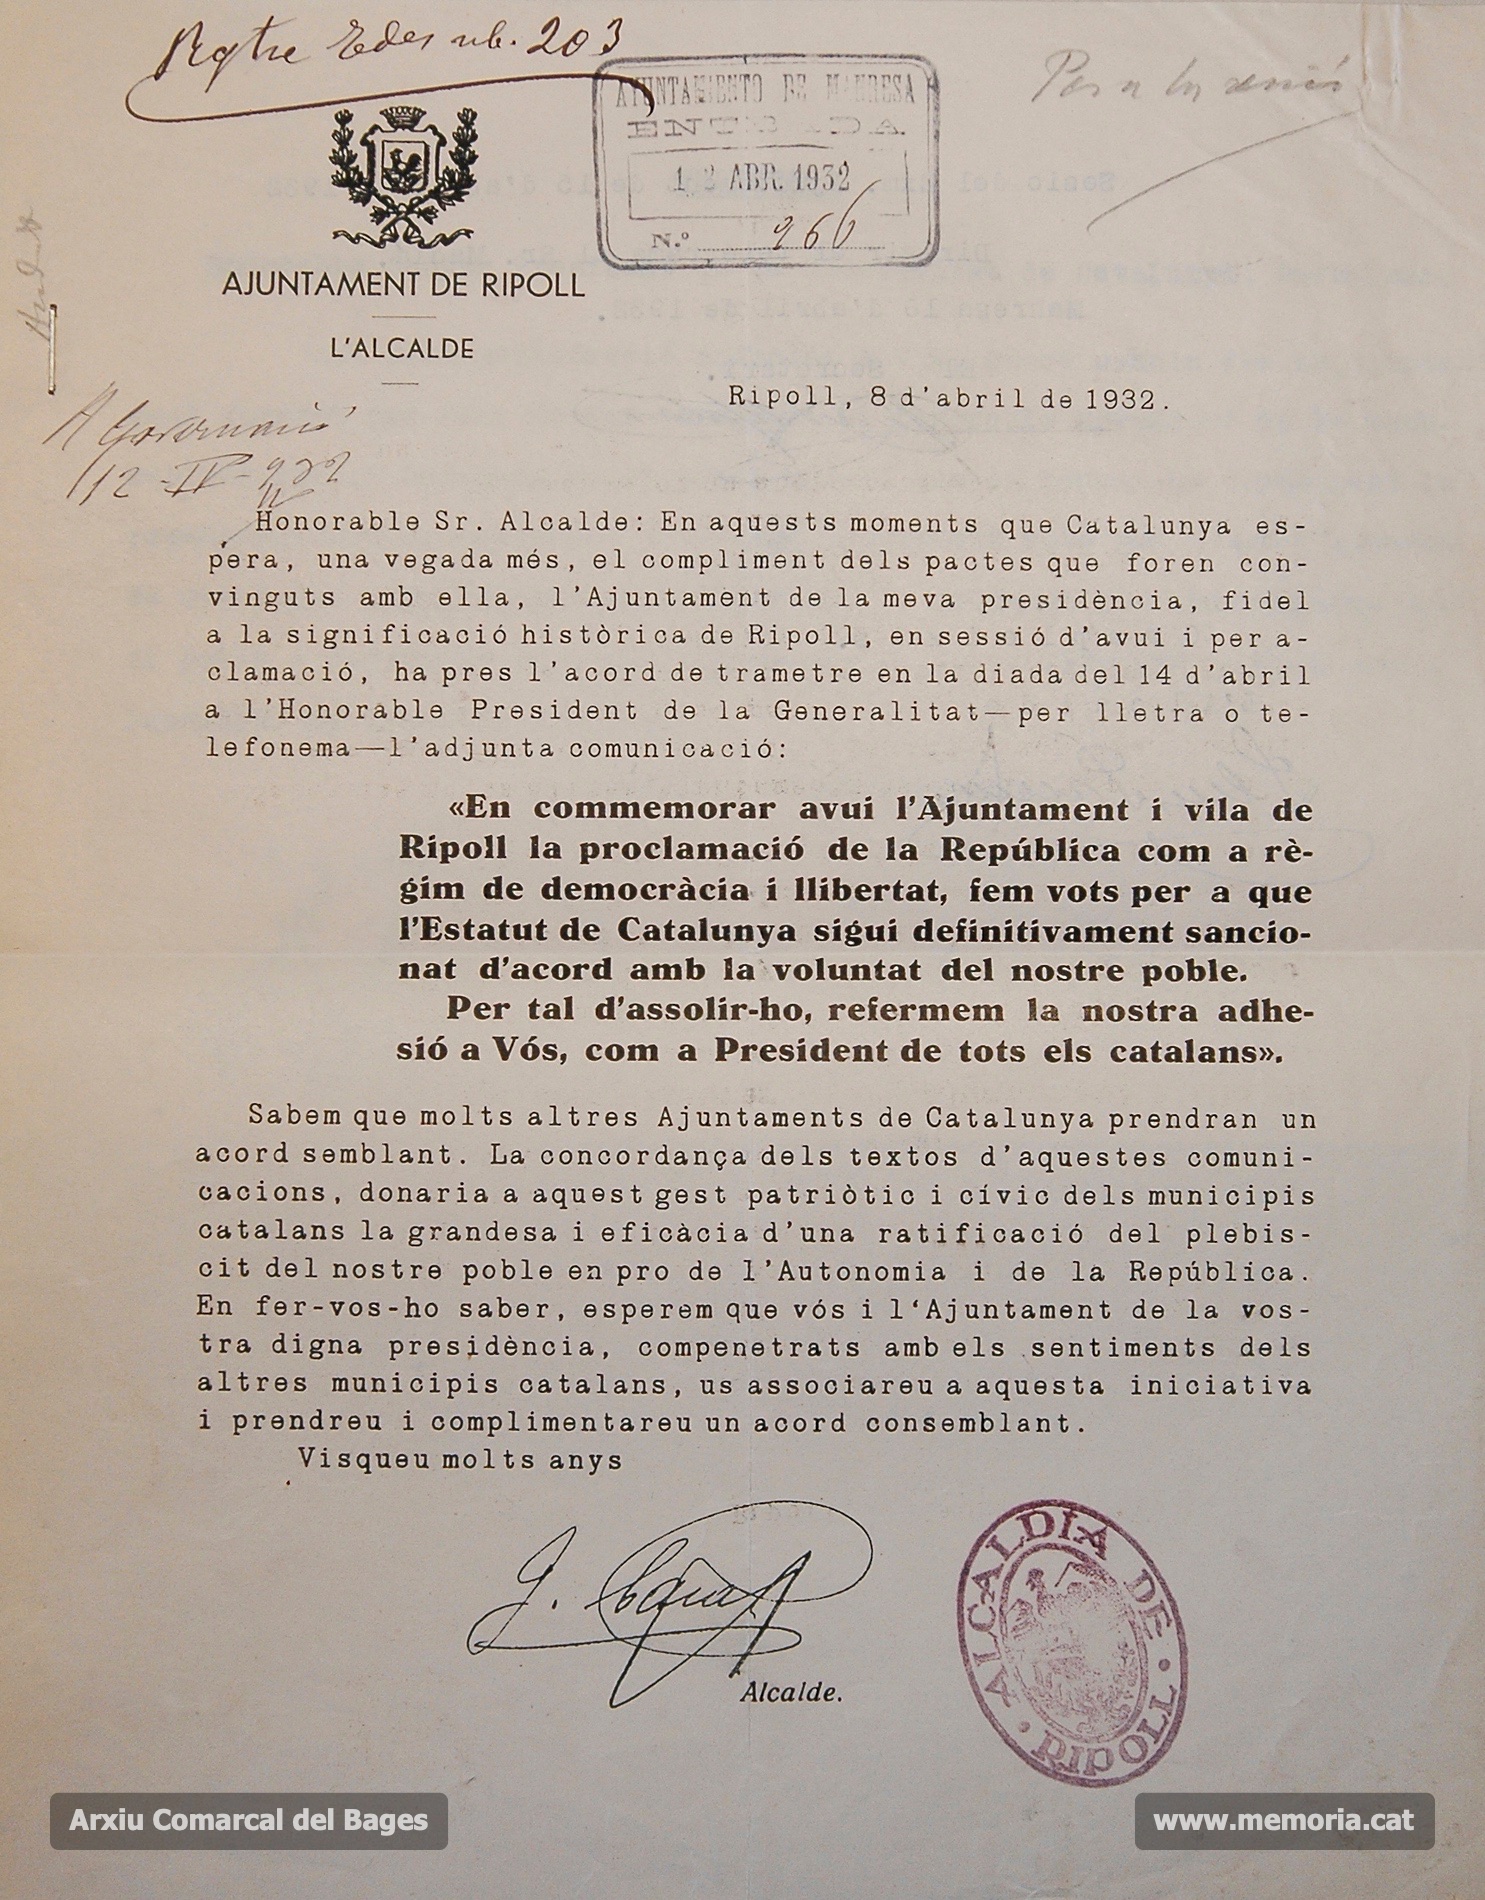 Rgtre Edes nb. 203
AYUNTAMIENTO DE MANRESA
ENTRADA
12 ABR. 1932
N.º 266
AJUNTAMENT DE RIPOLL
L'ALCALDE
Ripoll, 8 d'abril de 1932.
A Governació
12-IV-932
Honorable Sr. Alcalde: En aquests moments que Catalunya es-
pera, una vegada més, el compliment dels pactes que foren con-
vinguts amb ella, l'Ajuntament de la meva presidència, fidel
a la significació històrica de Ripoll, en sessió d'avui i per a-
clamació, ha pres l'acord de trametre en la diada del 14 d'abril
a l'Honorable President de la Generalitat—per lletra o te-
lefonema—l'adjunta comunicació:
«En commemorar avui l'Ajuntament i vila de
Ripoll la proclamació de la República com a rè-
gim de democràcia i llibertat, fem vots per a que
l'Estatut de Catalunya sigui definitivament sancio-
nat d'acord amb la voluntat del nostre poble.
Per tal d'assolir-ho, refermem la nostra adhe-
sió a Vós, com a President de tots els catalans».
Sabem que molts altres Ajuntaments de Catalunya prendran un
acord semblant. La concordança dels textos d'aquestes comuni-
cacions, donaria a aquest gest patriòtic i cívic dels municipis
catalans la grandesa i eficàcia d'una ratificació del plebis-
cit del nostre poble en pro de l'Autonomia i de la República.
En fer-vos-ho saber, esperem que vós i l'Ajuntament de la vos-
tra digna presidència, compenetrats amb els sentiments dels
altres municipis catalans, us associareu a aquesta iniciativa
i prendreu i complimentareu un acord consemblant.
Visqueu molts anys
Alcalde.
ALCALDIA DE RIPOLL
Arxiu Comarcal del Bages
www.memoria.cat